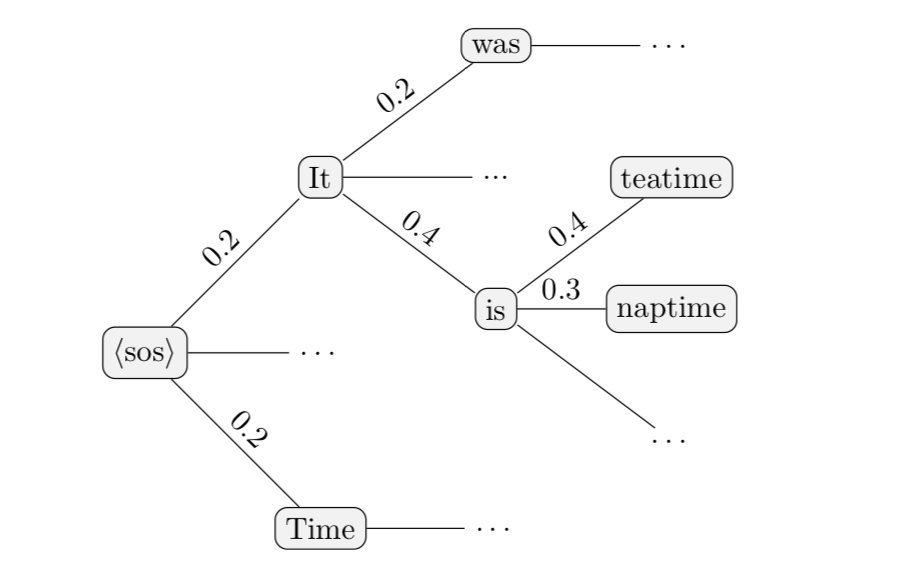 was ...
0.2
It ... teatime
0.4 0.4
0.2 is 0.3 naptime
⟨sos⟩ ...
0.2 ...
Time ...